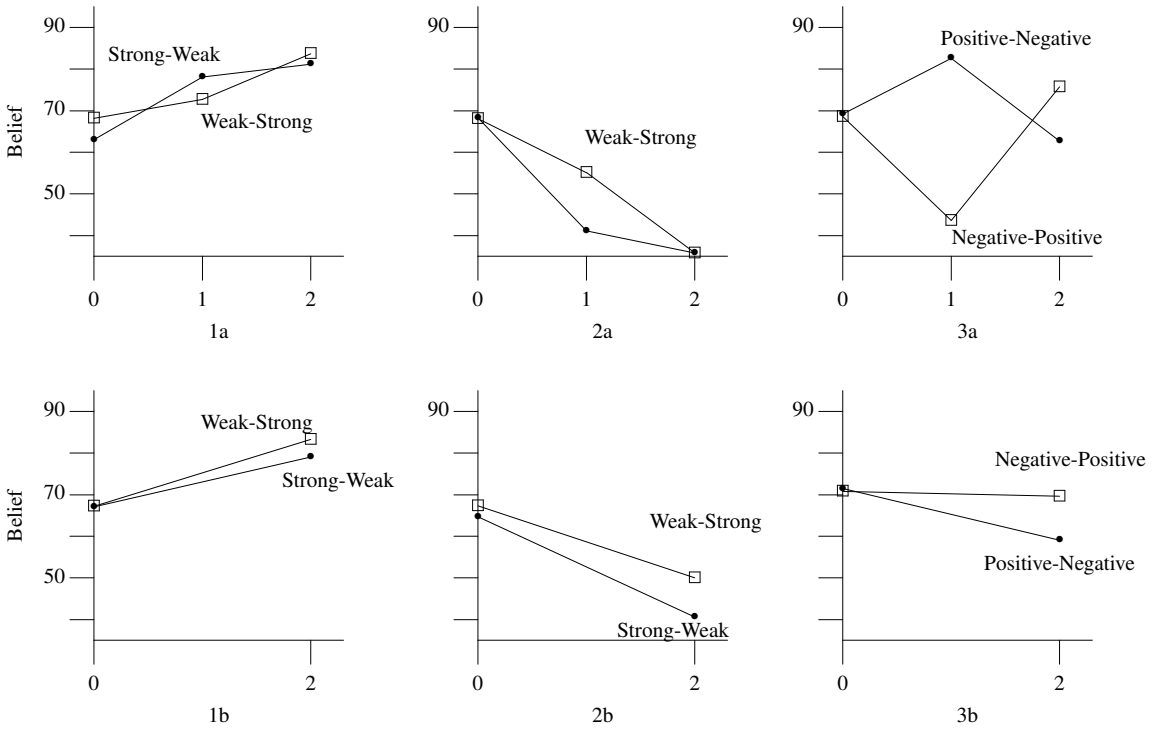 90
70
50
Belief
Strong-Weak
Weak-Strong
0 1 2
1a
90
Weak-Strong
0 1 2
2a
90
Positive-Negative
Negative-Positive
0 1 2
3a
90
70
50
Belief
Weak-Strong
Strong-Weak
0 2
1b
90
Weak-Strong
Strong-Weak
0 2
2b
90
Negative-Positive
Positive-Negative
0 2
3b